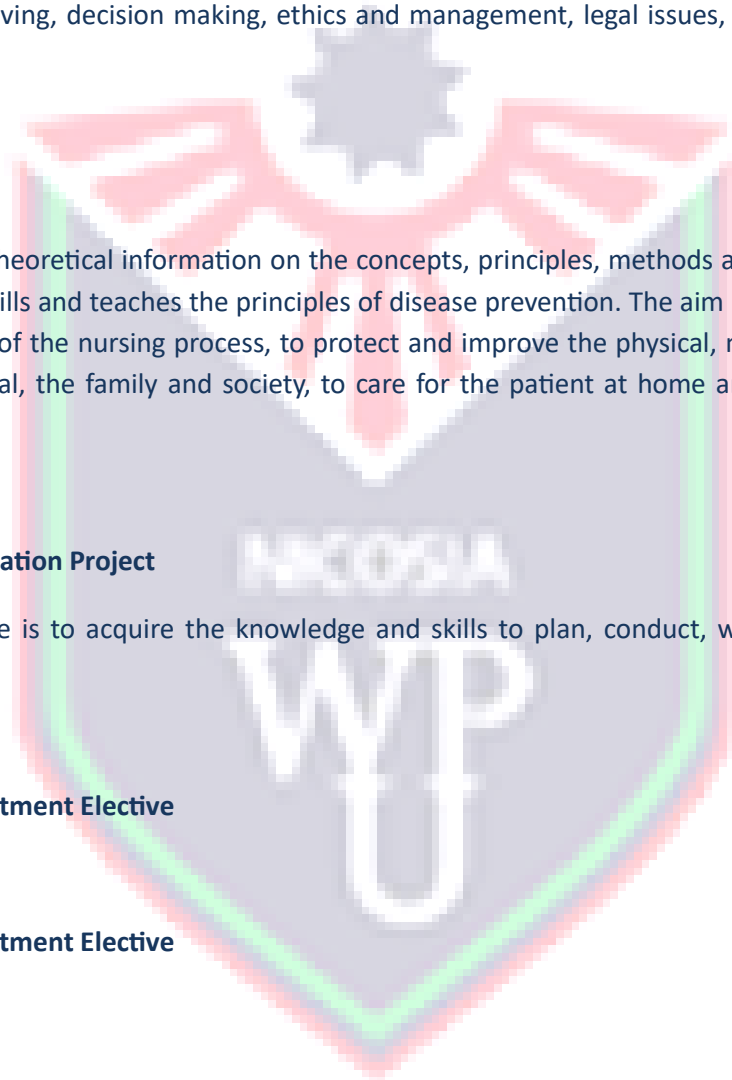 ving, decision making, ethics and management, legal issues,
heoretical information on the concepts, principles, methods a
ills and teaches the principles of disease prevention. The aim
of the nursing process, to protect and improve the physical, r
al, the family and society, to care for the patient at home a
NICOSIA
ation Project
e is to acquire the knowledge and skills to plan, conduct, w
WPU
tment Elective
tment Elective